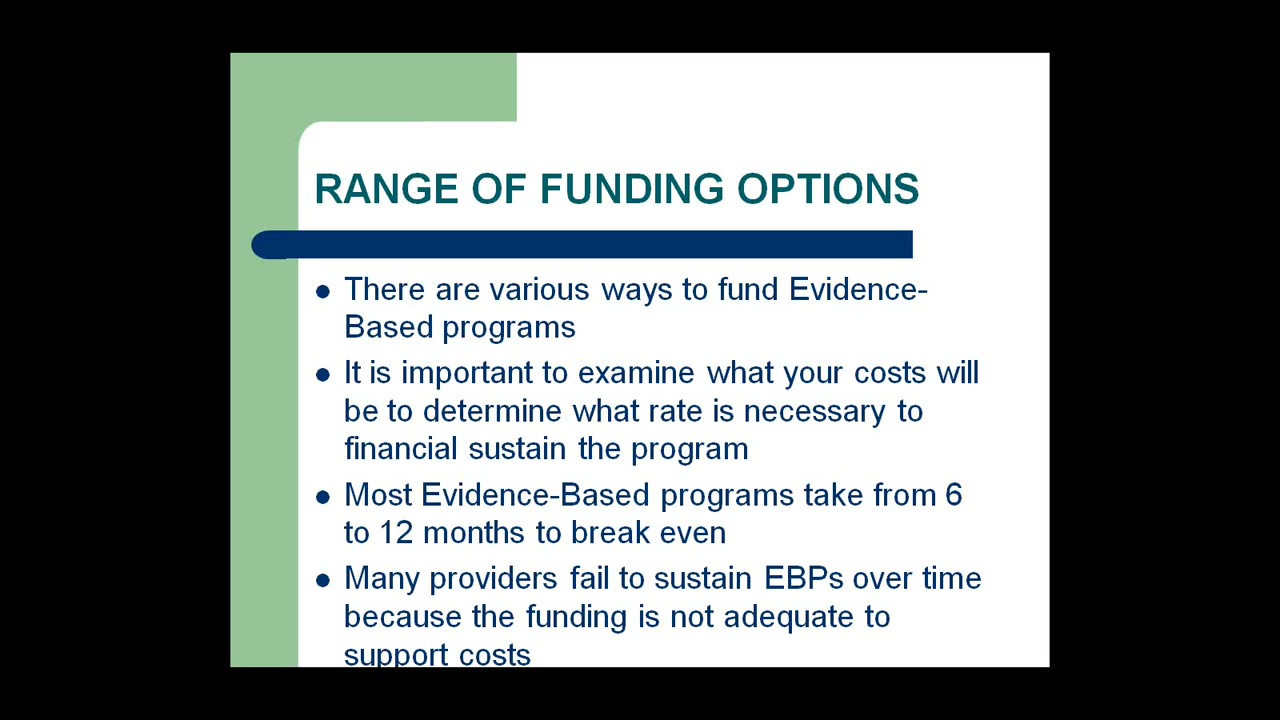 RANGE OF FUNDING OPTIONS
There are various ways to fund Evidence-
Based programs
It is important to examine what your costs will
be to determine what rate is necessary to
financial sustain the program
Most Evidence-Based programs take from 6
to 12 months to break even
Many providers fail to sustain EBPs over time
because the funding is not adequate to
support costs